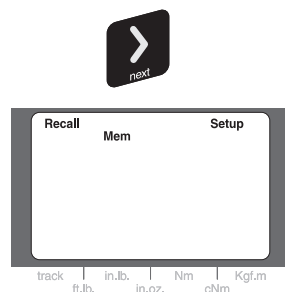 next
Recall Setup
Mem
track in.lb. Nm Kgf.m
ft.lb. in.oz. cNm